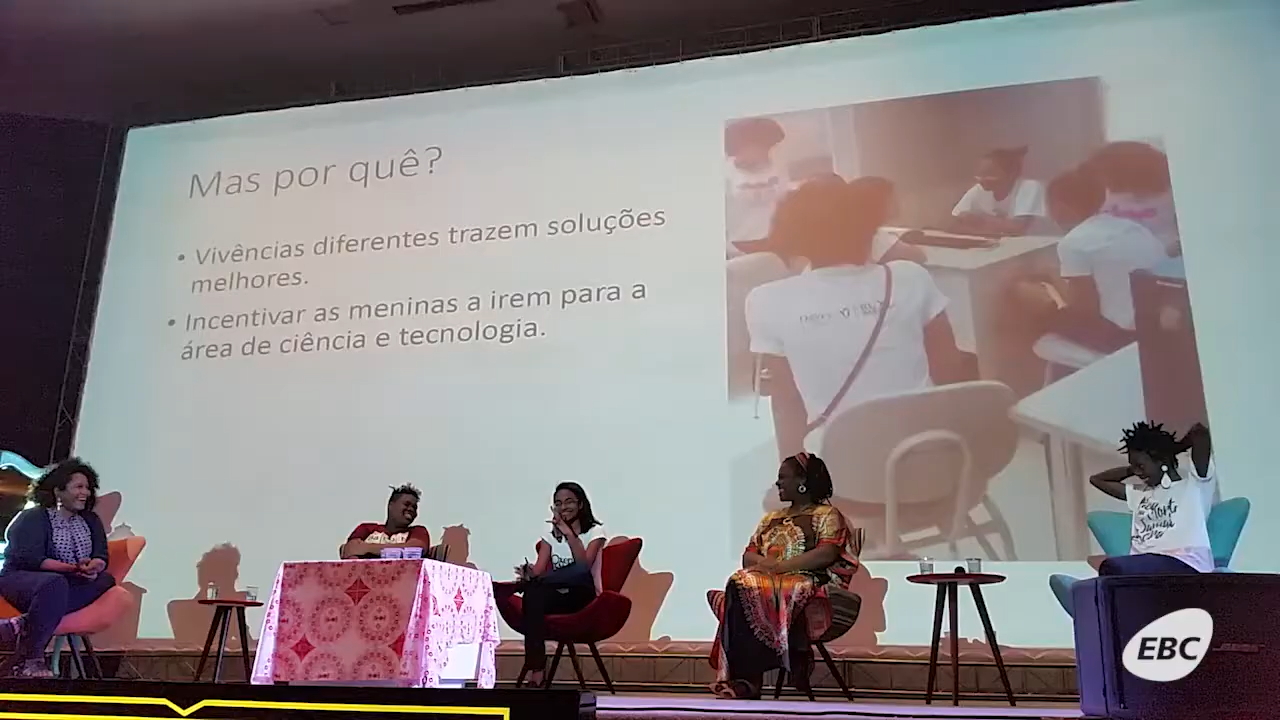 Mas por quê?
• Vivências diferentes trazem soluções
melhores.
• Incentivar as meninas a irem para a
área de ciência e tecnologia.
EBC